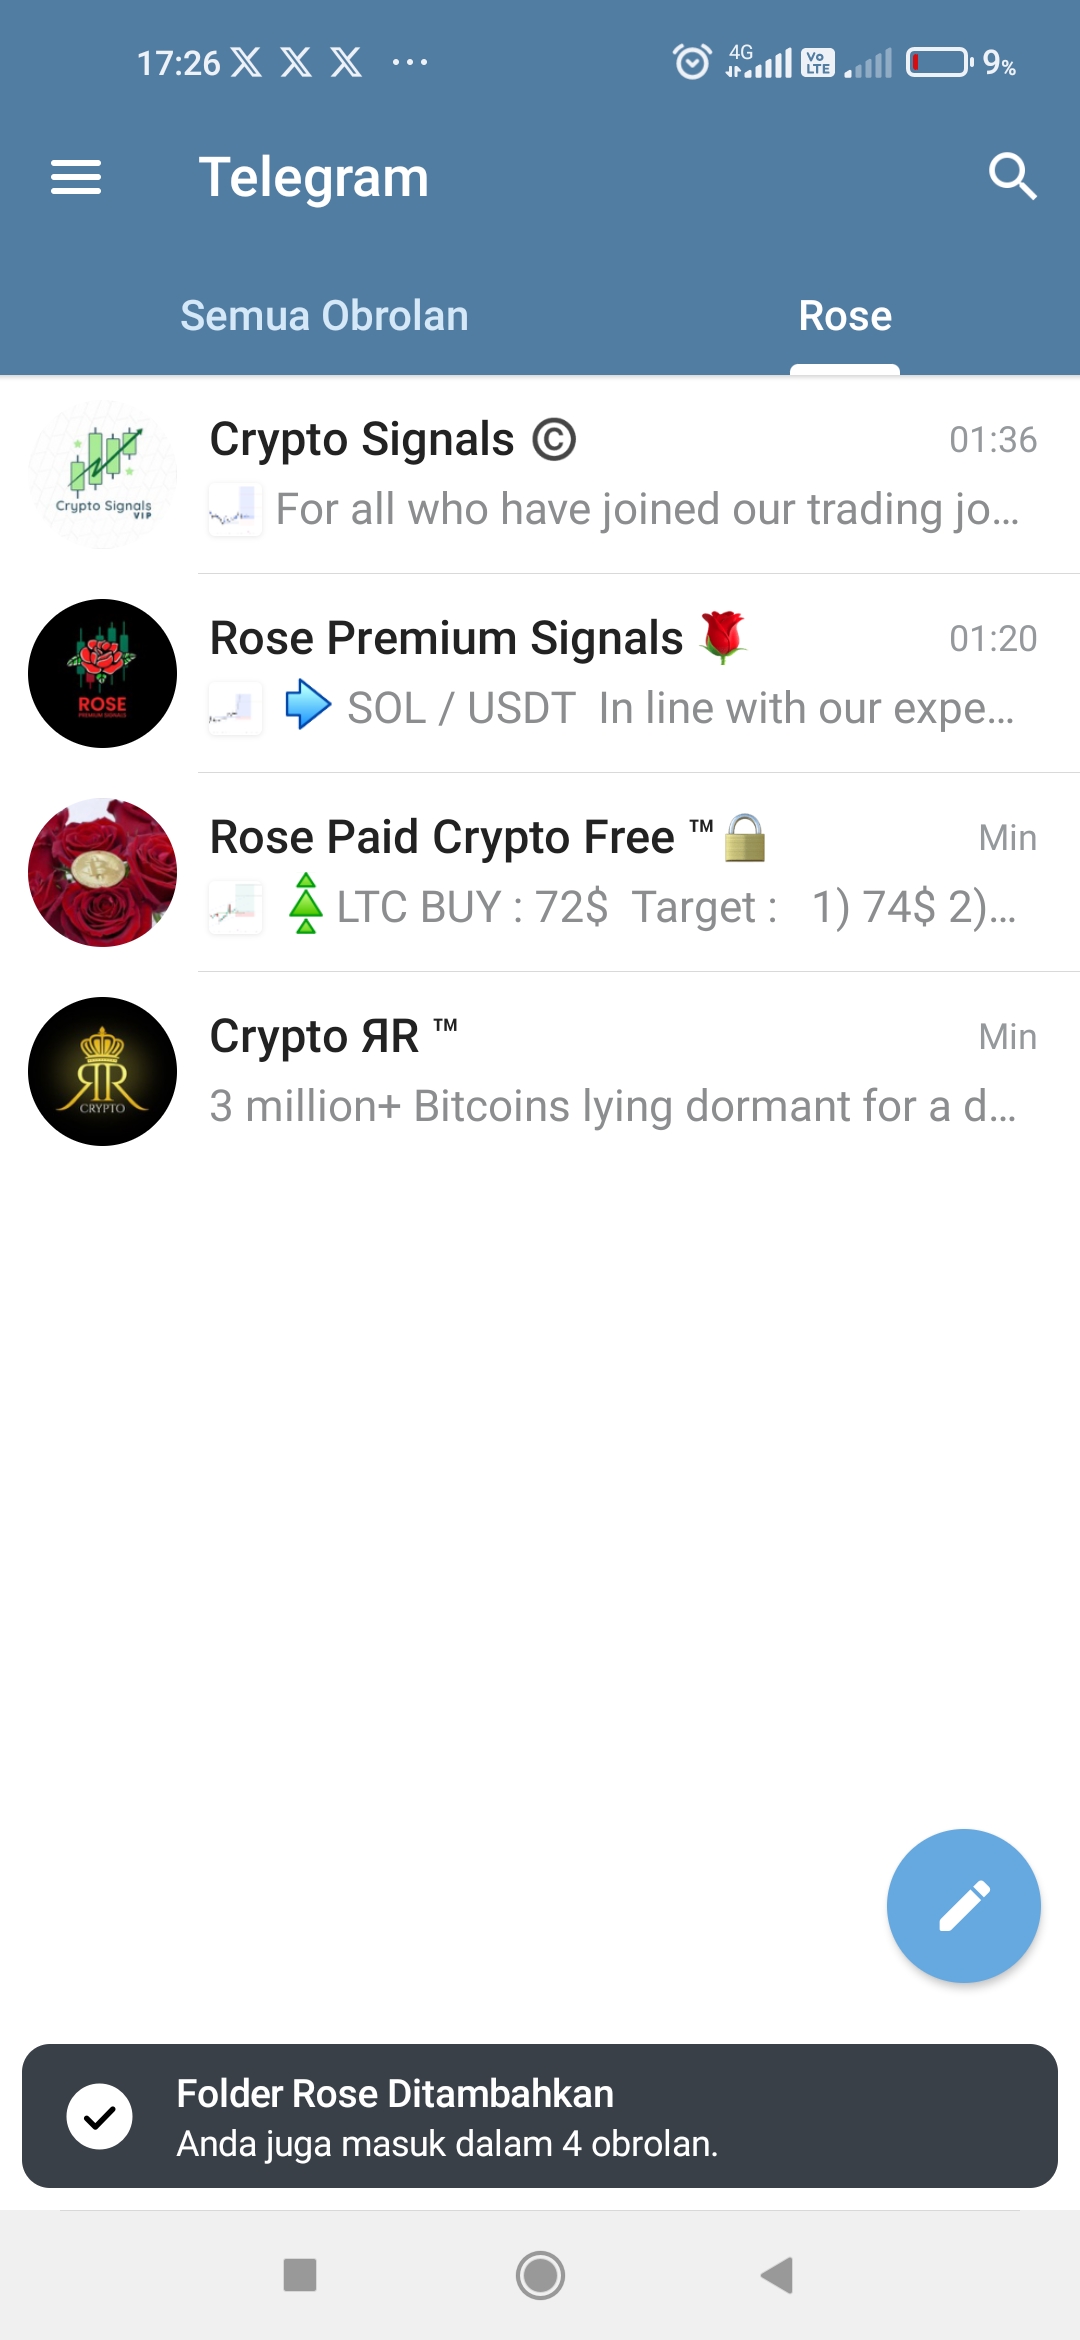 17:26
4G
Vo LTE
9%
Telegram
Semua Obrolan
Rose
Crypto Signals ©
01:36
For all who have joined our trading jo...
Crypto Signals
VIP
Rose Premium Signals 🌹
01:20
➡ SOL / USDT In line with our expe...
ROSE
PREMIUM SIGNALS
Rose Paid Crypto Free ™🔒
Min
LTC BUY : 72$ Target : 1) 74$ 2)...
Crypto ЯR ™
Min
3 million+ Bitcoins lying dormant for a d...
ЯR
CRYPTO
Folder Rose Ditambahkan
Anda juga masuk dalam 4 obrolan.